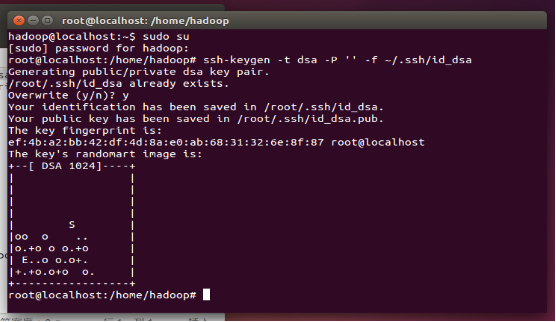 root@localhost: /home/hadoop
hadoop@localhost:~$ sudo su
[sudo] password for hadoop:
root@localhost:/home/hadoop# ssh-keygen -t dsa -P '' -f ~/.ssh/id_dsa
Generating public/private dsa key pair.
/root/.ssh/id_dsa already exists.
Overwrite (y/n)? y
Your identification has been saved in /root/.ssh/id_dsa.
Your public key has been saved in /root/.ssh/id_dsa.pub.
The key fingerprint is:
ef:4b:a2:bb:42:df:4d:8a:e0:ab:68:31:32:6e:8f:87 root@localhost
The key's randomart image is:
+--[ DSA 1024]----+
|                 |
|                 |
|                 |
|                 |
|        S        |
|oo  o    ..      |
|o.+o o o.+o      |
| E..o o.o+.      |
|+.+o.o+o  o.     |
+-----------------+
root@localhost:/home/hadoop#